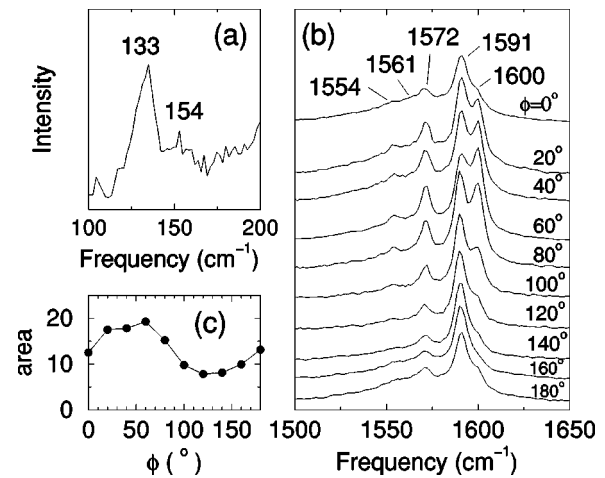 (a)
133
154
Intensity
100 150 200
Frequency (cm⁻¹)
(c)
20
10
0
area
0 50 100 150
ϕ (°)
(b)
1572
1591
1561
1554
1600
ϕ=0°
20°
40°
60°
80°
100°
120°
140°
160°
180°
1500 1550 1600 1650
Frequency (cm⁻¹)